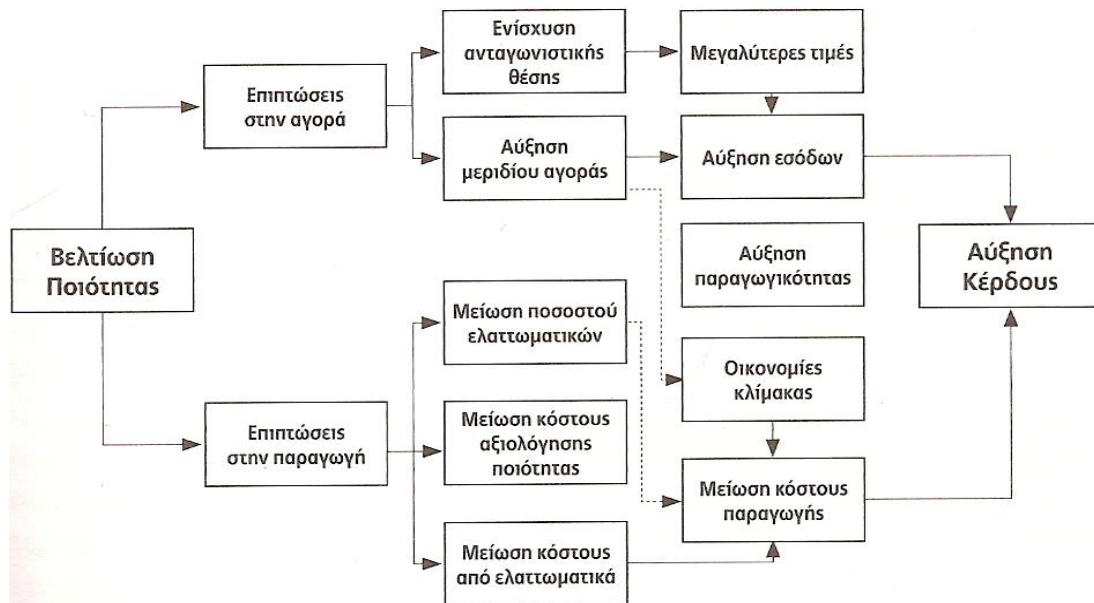 Ενίσχυση
ανταγωνιστικής
θέσης
Μεγαλύτερες τιμές
Επιπτώσεις
στην αγορά
Αύξηση
μεριδίου αγοράς
Αύξηση εσόδων
Βελτίωση
Ποιότητας
Αύξηση
παραγωγικότητας
Αύξηση
Κέρδους
Μείωση ποσοστού
ελαττωματικών
Οικονομίες
κλίμακας
Επιπτώσεις
στην παραγωγή
Μείωση κόστους
αξιολόγησης
ποιότητας
Μείωση κόστους
παραγωγής
Μείωση κόστους
από ελαττωματικά